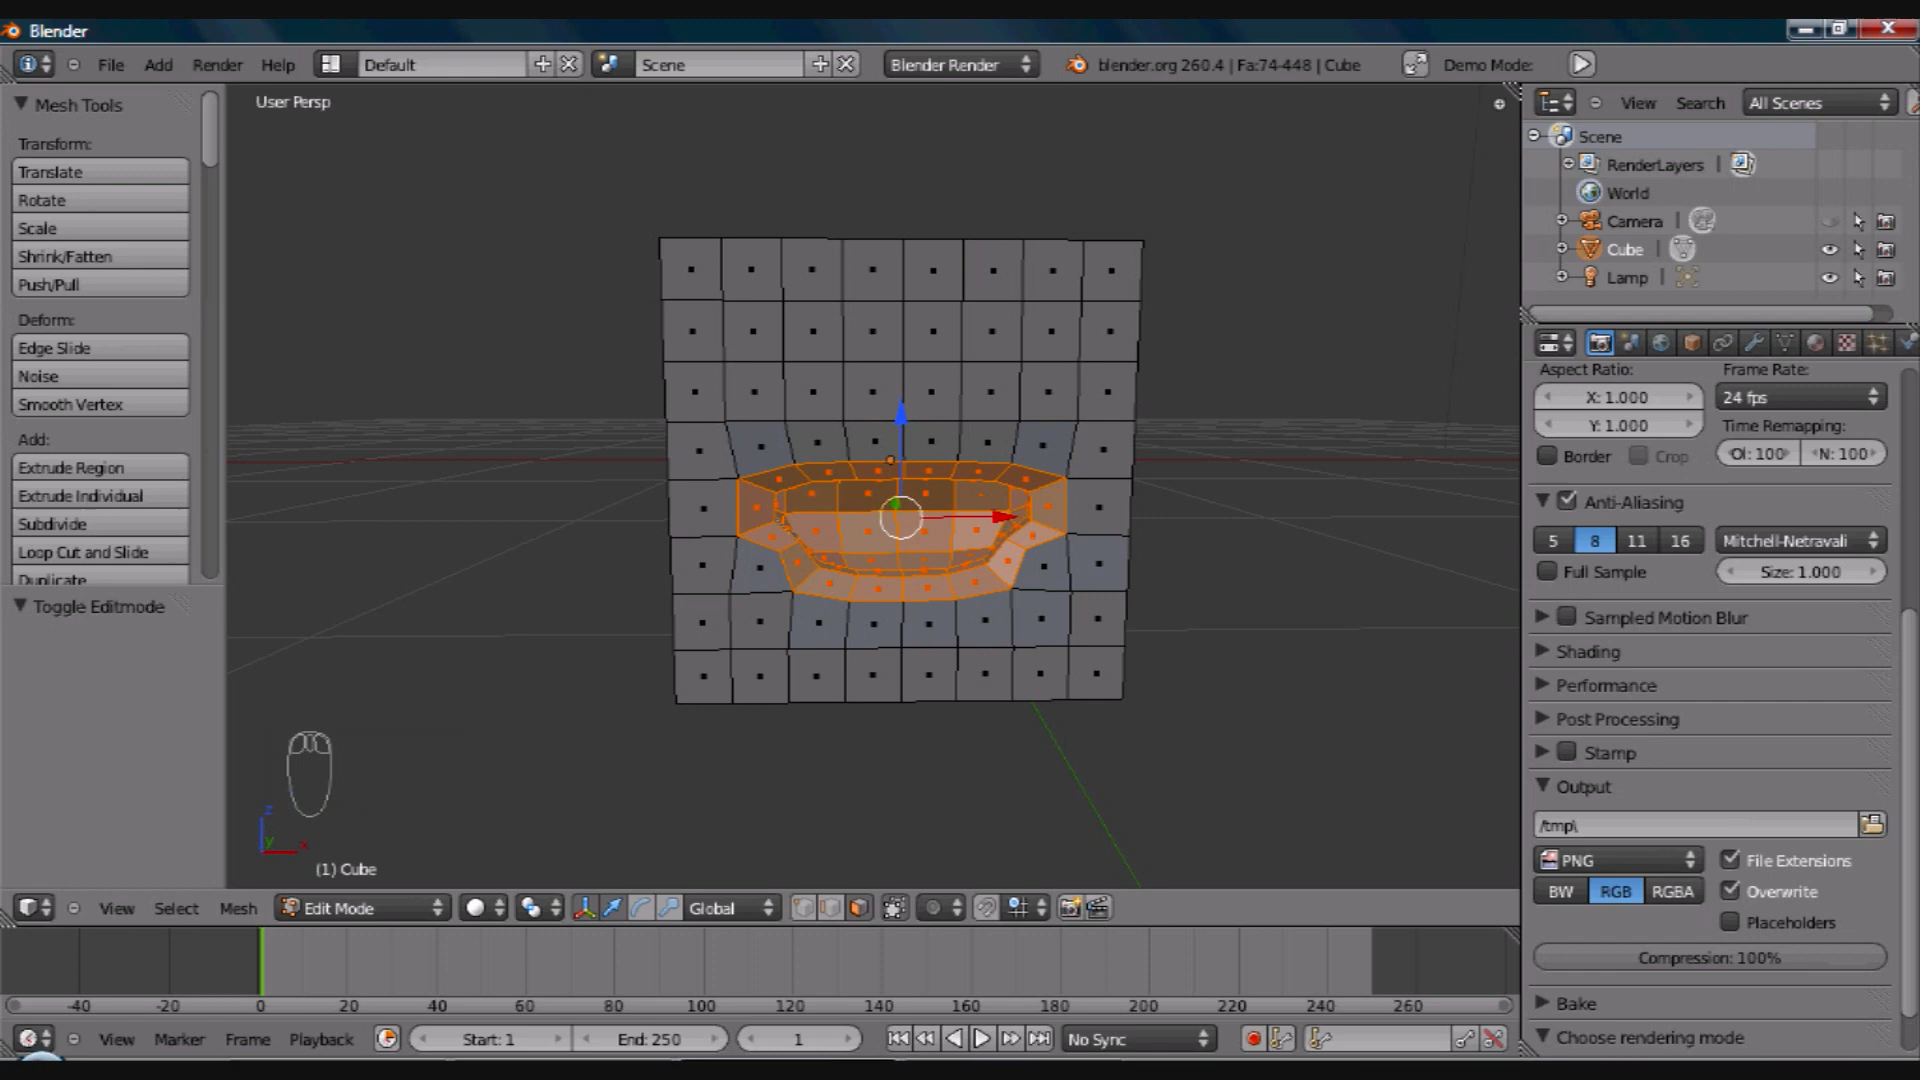 Blender
File Add Render Help Default Scene Blender Render blender.org 260.4 | Fa:74-448 | Cube Demo Mode:
Mesh Tools
Transform:
Translate
Rotate
Scale
Shrink/Fatten
Push/Pull
Deform:
Edge Slide
Noise
Smooth Vertex
Add:
Extrude Region
Extrude Individual
Subdivide
Loop Cut and Slide
Duplicate
Toggle Editmode
User Persp
z
y
x
(1) Cube
View Search All Scenes
Scene
RenderLayers |
World
Camera |
Cube |
Lamp |
Aspect Ratio: Frame Rate:
X: 1.000 24 fps
Y: 1.000 Time Remapping:
Border Crop Ol: 100 N: 100
Anti-Aliasing
5 8 11 16 Mitchell-Netravali
Full Sample Size: 1.000
Sampled Motion Blur
Shading
Performance
Post Processing
Stamp
Output
/tmp\
PNG File Extensions
BW RGB RGBA Overwrite
Placeholders
Compression: 100%
Bake
Choose rendering mode
View Select Mesh Edit Mode Global
-40 -20 0 20 40 60 80 100 120 140 160 180 200 220 240 260
View Marker Frame Playback Start: 1 End: 250 1 No Sync